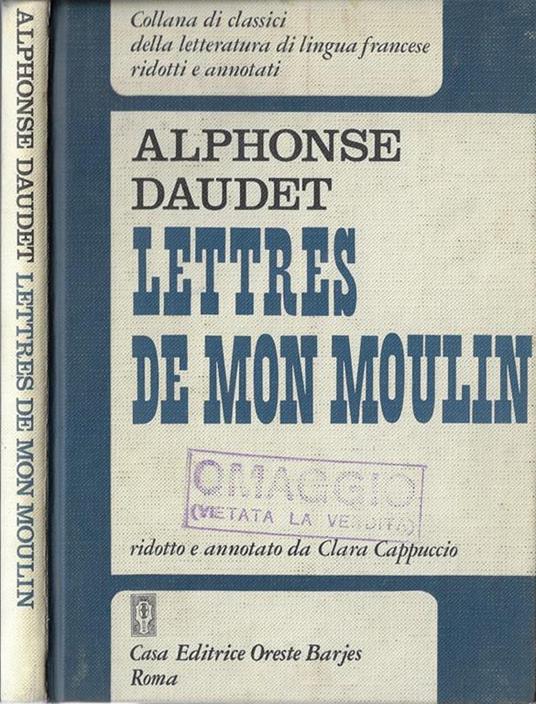 ALPHONSE DAUDET LETTRES DE MON MOULIN
Collana di classici
della letteratura di lingua francese
ridotti e annotati
ALPHONSE
DAUDET
LETTRES
DE MON MOULIN
OMAGGIO
(VIETATA LA VENDITA)
ridotto e annotato da Clara Cappuccio
Casa Editrice Oreste Barjes
Roma